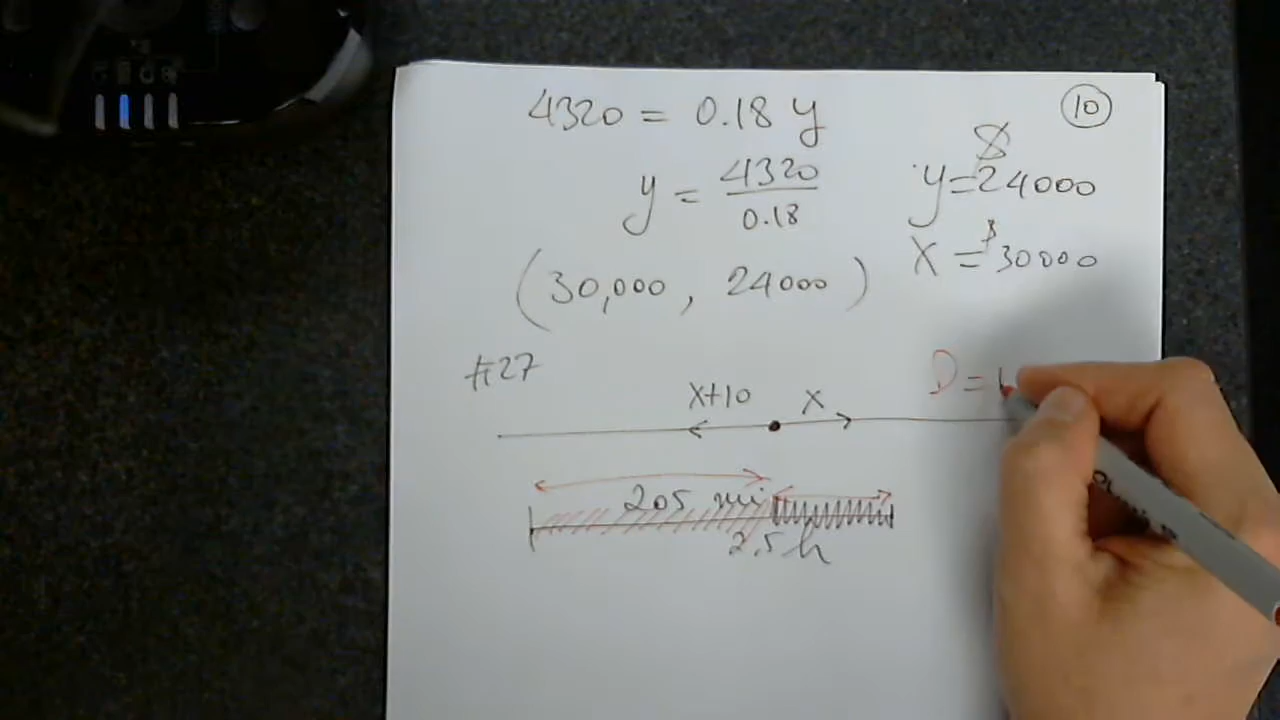 10
4320 = 0.18 y
y = 4320 / 0.18
$
y = 24000
$
x = 30000
(30,000, 24000)
#27
x+10 x
D =
205 mi
2.5 h